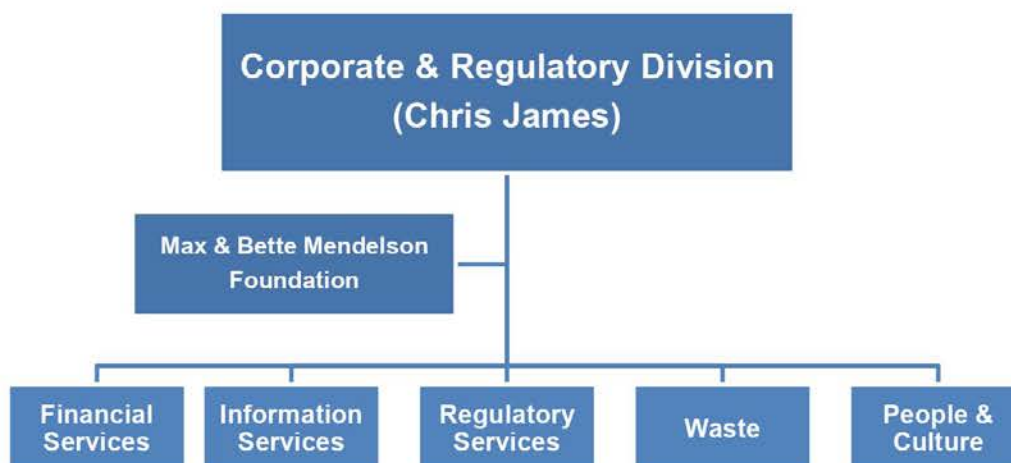 Corporate & Regulatory Division
(Chris James)
Max & Bette Mendelson
Foundation
Financial
Services
Information
Services
Regulatory
Services
Waste
People &
Culture